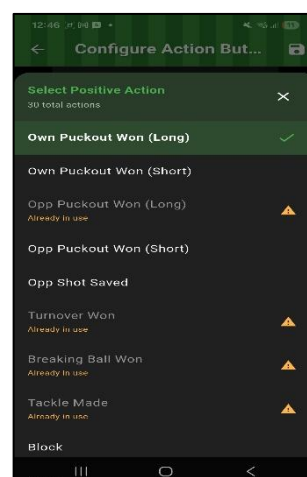 12:46
Configure Action But...
Select Positive Action
30 total actions
Own Puckout Won (Long)
Own Puckout Won (Short)
Opp Puckout Won (Long)
Already in use
Opp Puckout Won (Short)
Opp Shot Saved
Turnover Won
Already in use
Breaking Ball Won
Already in use
Tackle Made
Already in use
Block